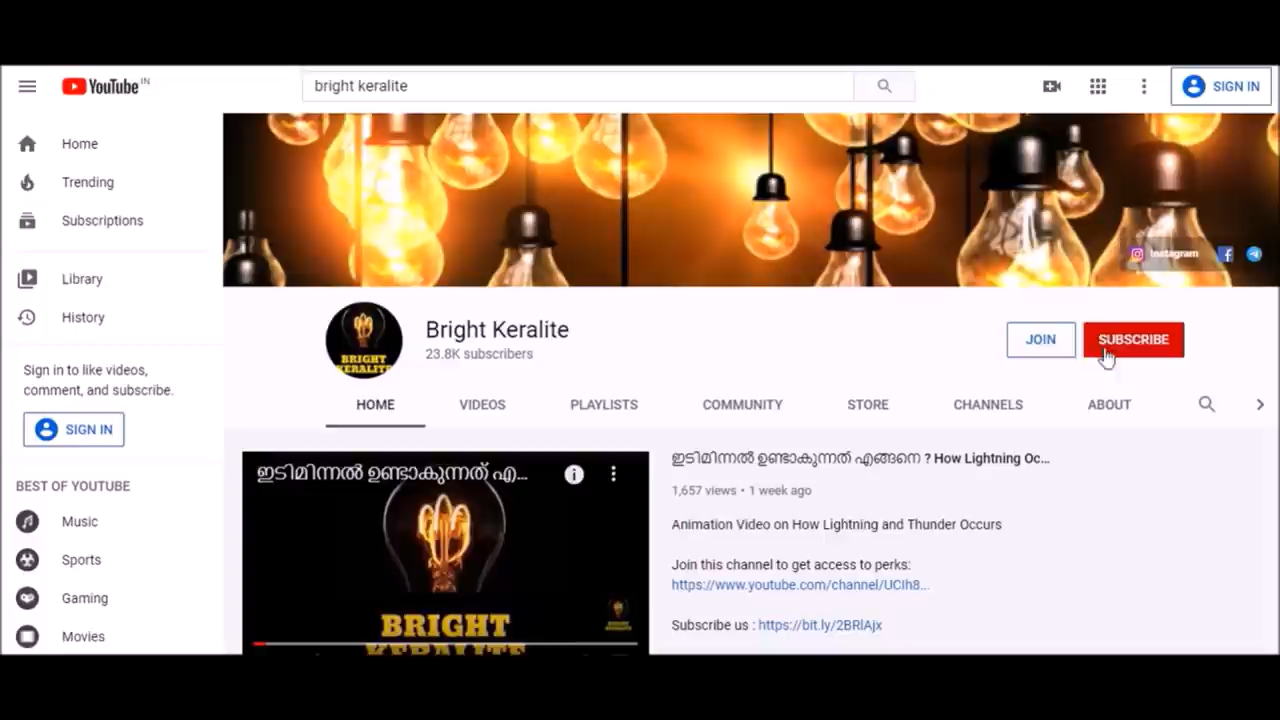 YouTube IN
bright keralite
SIGN IN
Home
Trending
Subscriptions
Library
History
Sign in to like videos,
comment, and subscribe.
SIGN IN
BEST OF YOUTUBE
Music
Sports
Gaming
Movies
Instagram
BRIGHT
KERALITE
Bright Keralite
23.8K subscribers
JOIN
SUBSCRIBE
HOME VIDEOS PLAYLISTS COMMUNITY STORE CHANNELS ABOUT
ഇടിമിന്നൽ ഉണ്ടാകുന്നത് എ...
BRIGHT
KERALITE
ഇടിമിന്നൽ ഉണ്ടാകുന്നത് എങ്ങനെ ? How Lightning Oc...
1,657 views • 1 week ago
Animation Video on How Lightning and Thunder Occurs
Join this channel to get access to perks:
https://www.youtube.com/channel/UCIh8...
Subscribe us : https://bit.ly/2BRlAjx